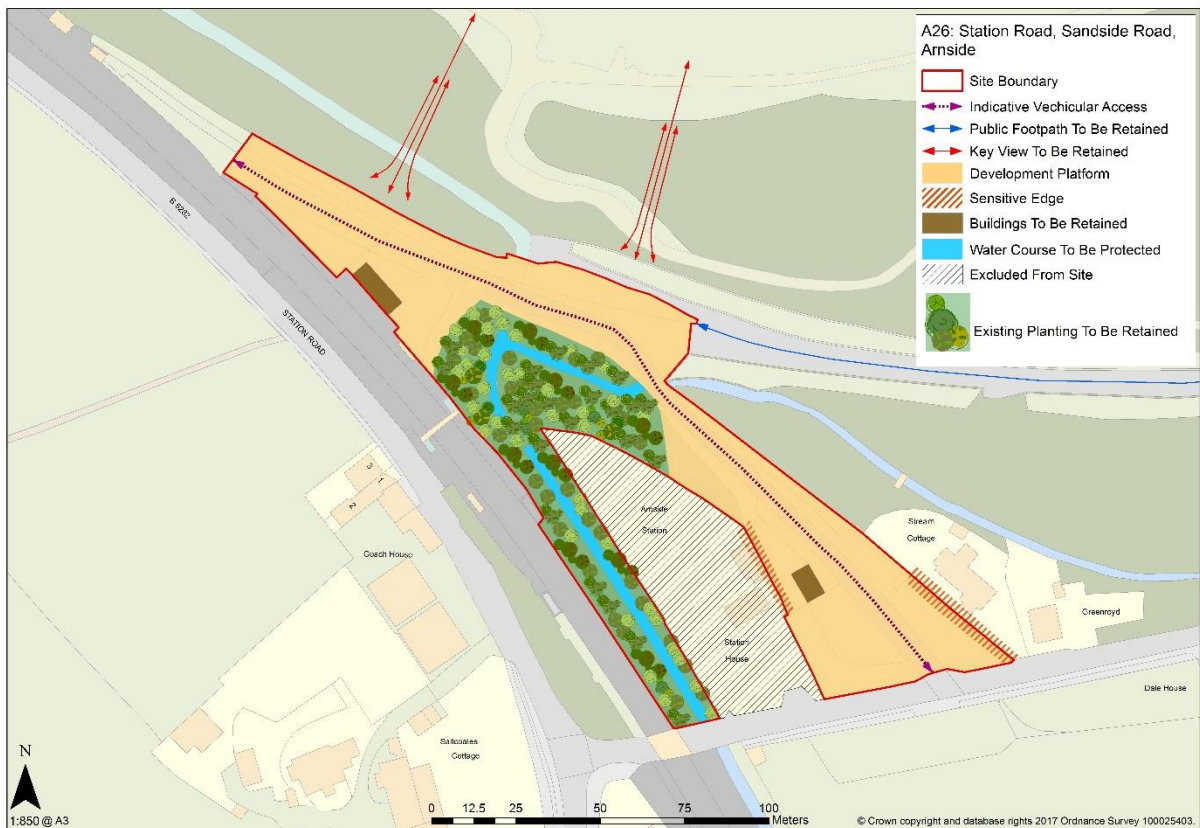 A26: Station Road, Sandside Road,
Arnside
Site Boundary
Indicative Vechicular Access
Public Footpath To Be Retained
Key View To Be Retained
Development Platform
Sensitive Edge
Buildings To Be Retained
Water Course To Be Protected
Excluded From Site
Existing Planting To Be Retained
B 5282
STATION ROAD
3
1
2
Coach House
Arnside
Station
Stream
Cottage
Greenroyd
Station
House
Dale House
Saltcoates
Cottage
N
1:850 @ A3
0 12.5 25 50 75 100
Meters
© Crown copyright and database rights 2017 Ordnance Survey 100025403.